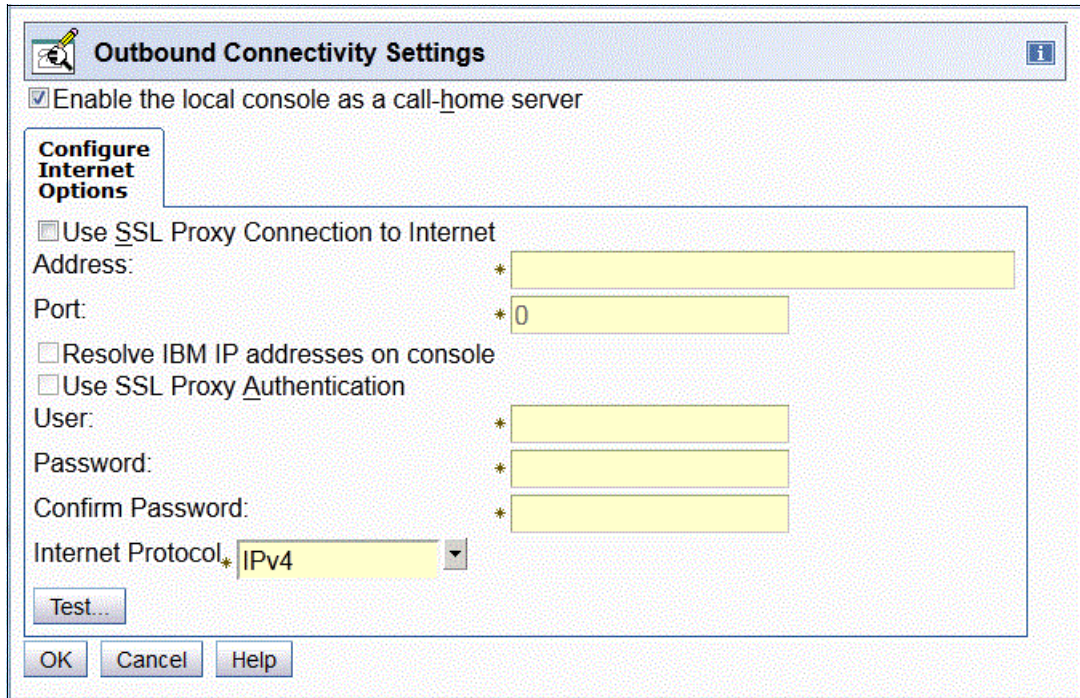 Outbound Connectivity Settings
i
Enable the local console as a call-home server
Configure
Internet
Options
Use SSL Proxy Connection to Internet
Address: *
Port: * 0
Resolve IBM IP addresses on console
Use SSL Proxy Authentication
User: *
Password: *
Confirm Password: *
Internet Protocol * IPv4
Test...
OK Cancel Help